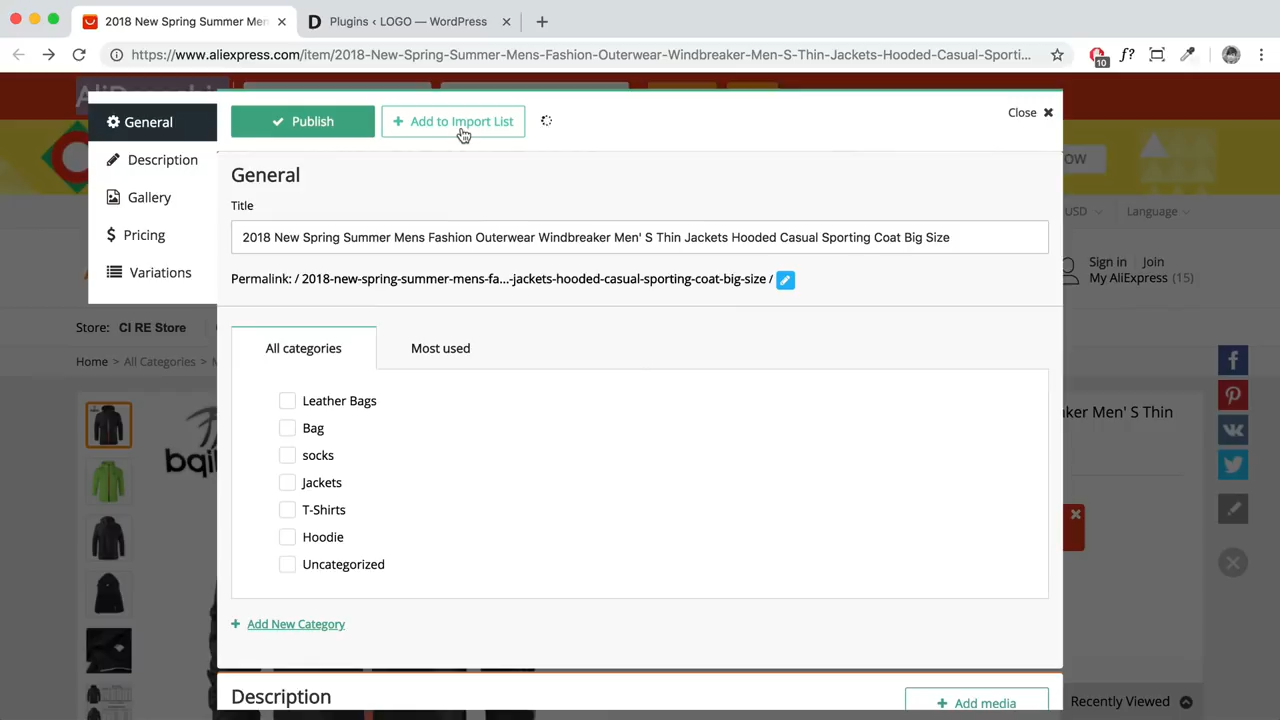 2018 New Spring Summer Men
Plugins ‹ LOGO — WordPress
https://www.aliexpress.com/item/2018-New-Spring-Summer-Mens-Fashion-Outerwear-Windbreaker-Men-S-Thin-Jackets-Hooded-Casual-Sporti...
10
f?
General
Publish
Add to Import List
Close
Description
Gallery
Pricing
Variations
General
Title
2018 New Spring Summer Mens Fashion Outerwear Windbreaker Men' S Thin Jackets Hooded Casual Sporting Coat Big Size
Permalink: / 2018-new-spring-summer-mens-fa...-jackets-hooded-casual-sporting-coat-big-size /
OW
USD
Language
Sign in
Join
My AliExpress (15)
Store: CI RE Store
Home > All Categories > M
All categories
Most used
Leather Bags
Bag
socks
Jackets
T-Shirts
Hoodie
Uncategorized
Add New Category
ker Men' S Thin
bqil
Description
Add media
Recently Viewed